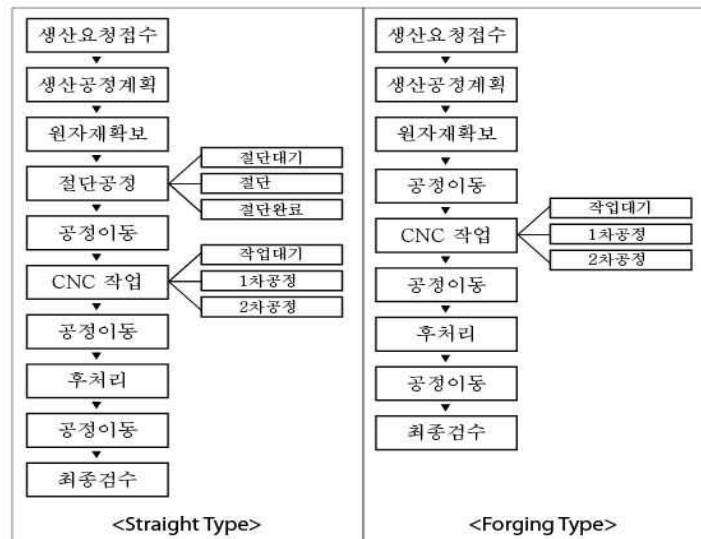 생산요청접수
생산공정계획
원자재확보
절단공정
절단대기
절단
절단완료
공정이동
CNC 작업
작업대기
1차공정
2차공정
공정이동
후처리
공정이동
최종검수
<Straight Type>
생산요청접수
생산공정계획
원자재확보
공정이동
CNC 작업
작업대기
1차공정
2차공정
공정이동
후처리
공정이동
최종검수
<Forging Type>